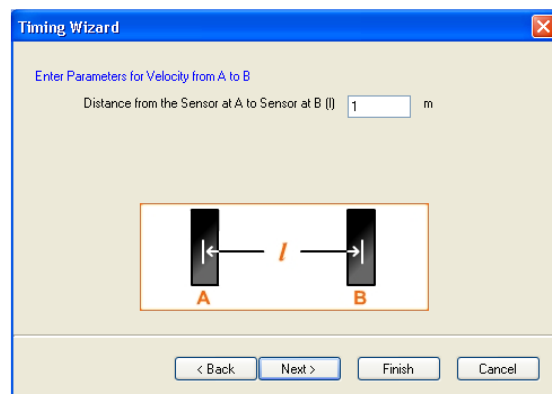 Timing Wizard
Enter Parameters for Velocity from A to B
Distance from the Sensor at A to Sensor at B (l) 1 m
l
A B
< Back Next > Finish Cancel